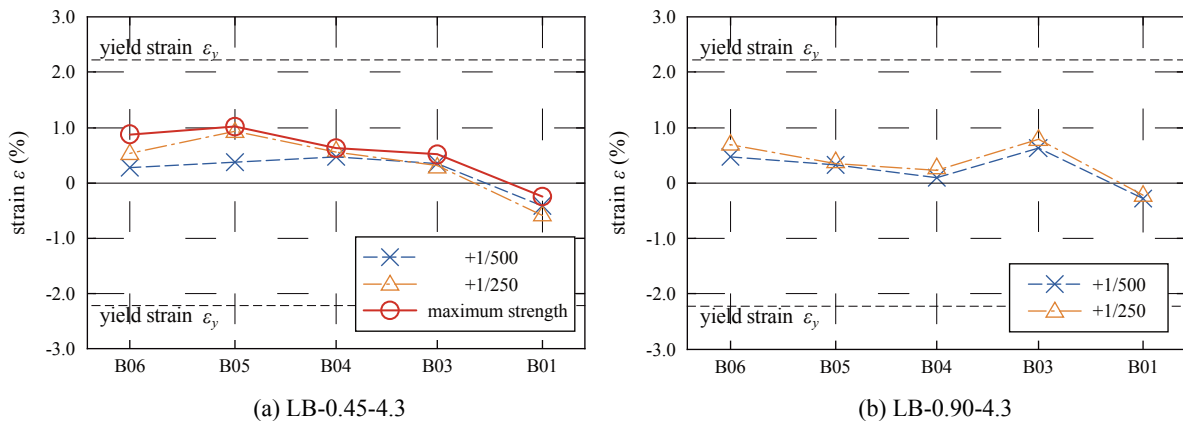 3.0
yield strain εy
2.0
1.0
0
-1.0
-2.0
yield strain εy
-3.0
strain ε (%)
+1/500
+1/250
maximum strength
B06 B05 B04 B03 B01
(a) LB-0.45-4.3
3.0
yield strain εy
2.0
1.0
0
-1.0
-2.0
yield strain εy
-3.0
strain ε (%)
+1/500
+1/250
B06 B05 B04 B03 B01
(b) LB-0.90-4.3